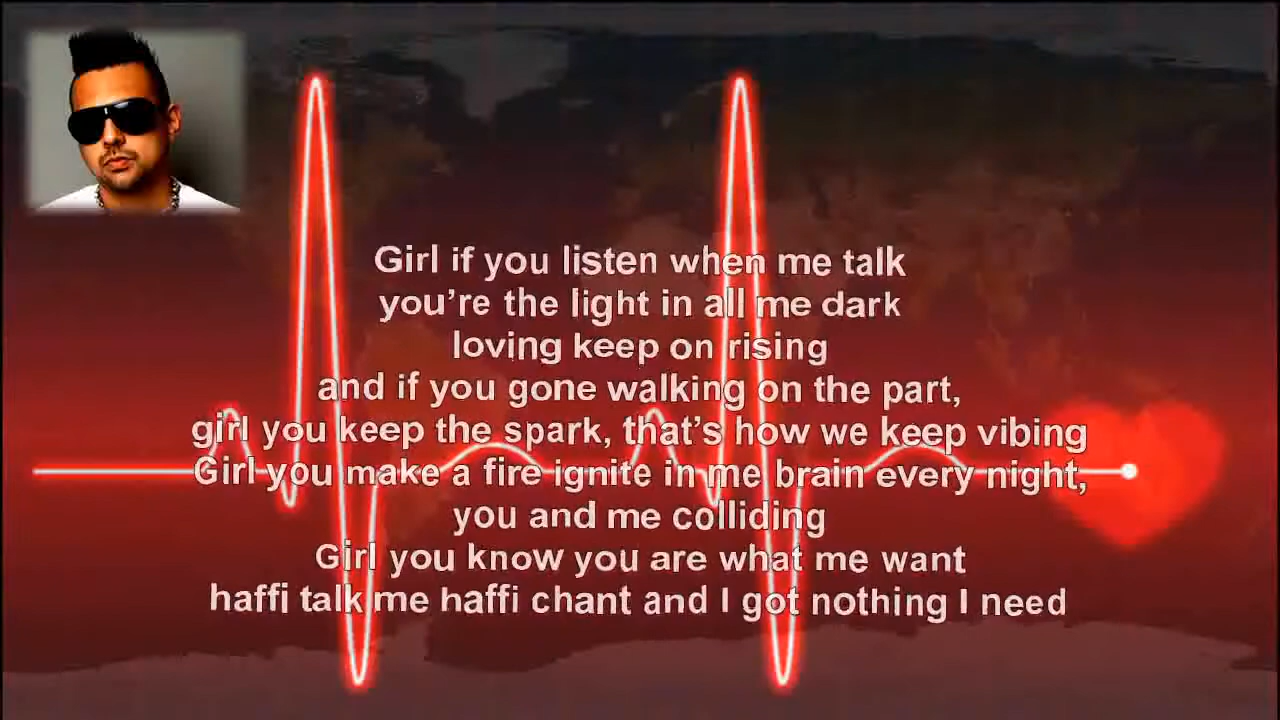 Girl if you listen when me talk
you’re the light in all me dark
loving keep on rising
and if you gone walking on the part,
girl you keep the spark, that’s how we keep vibing
Girl you make a fire ignite in me brain every night,
you and me colliding
Girl you know you are what me want
haffi talk me haffi chant and I got nothing I need